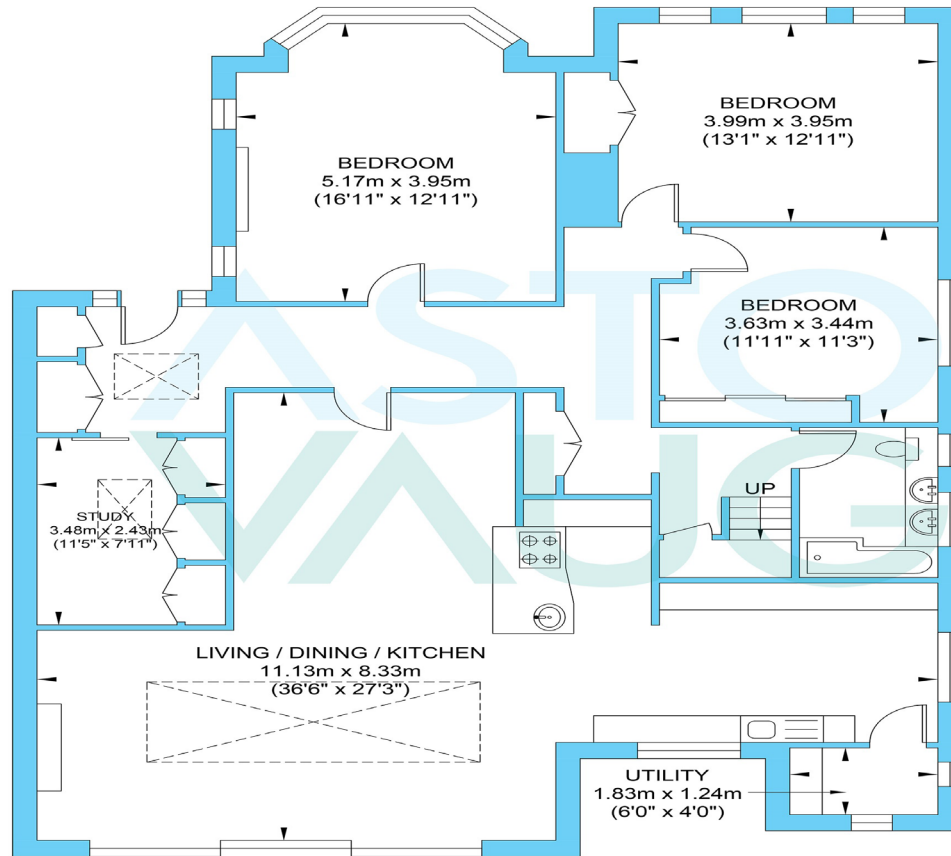 BEDROOM
5.17m x 3.95m
(16'11" x 12'11")
BEDROOM
3.99m x 3.95m
(13'1" x 12'11")
BEDROOM
3.63m x 3.44m
(11'11" x 11'3")
ASTO
VAUG
UP
STUDY
3.48m x 2.43m
(11'5" x 7'11")
LIVING / DINING / KITCHEN
11.13m x 8.33m
(36'6" x 27'3")
UTILITY
1.83m x 1.24m
(6'0" x 4'0")